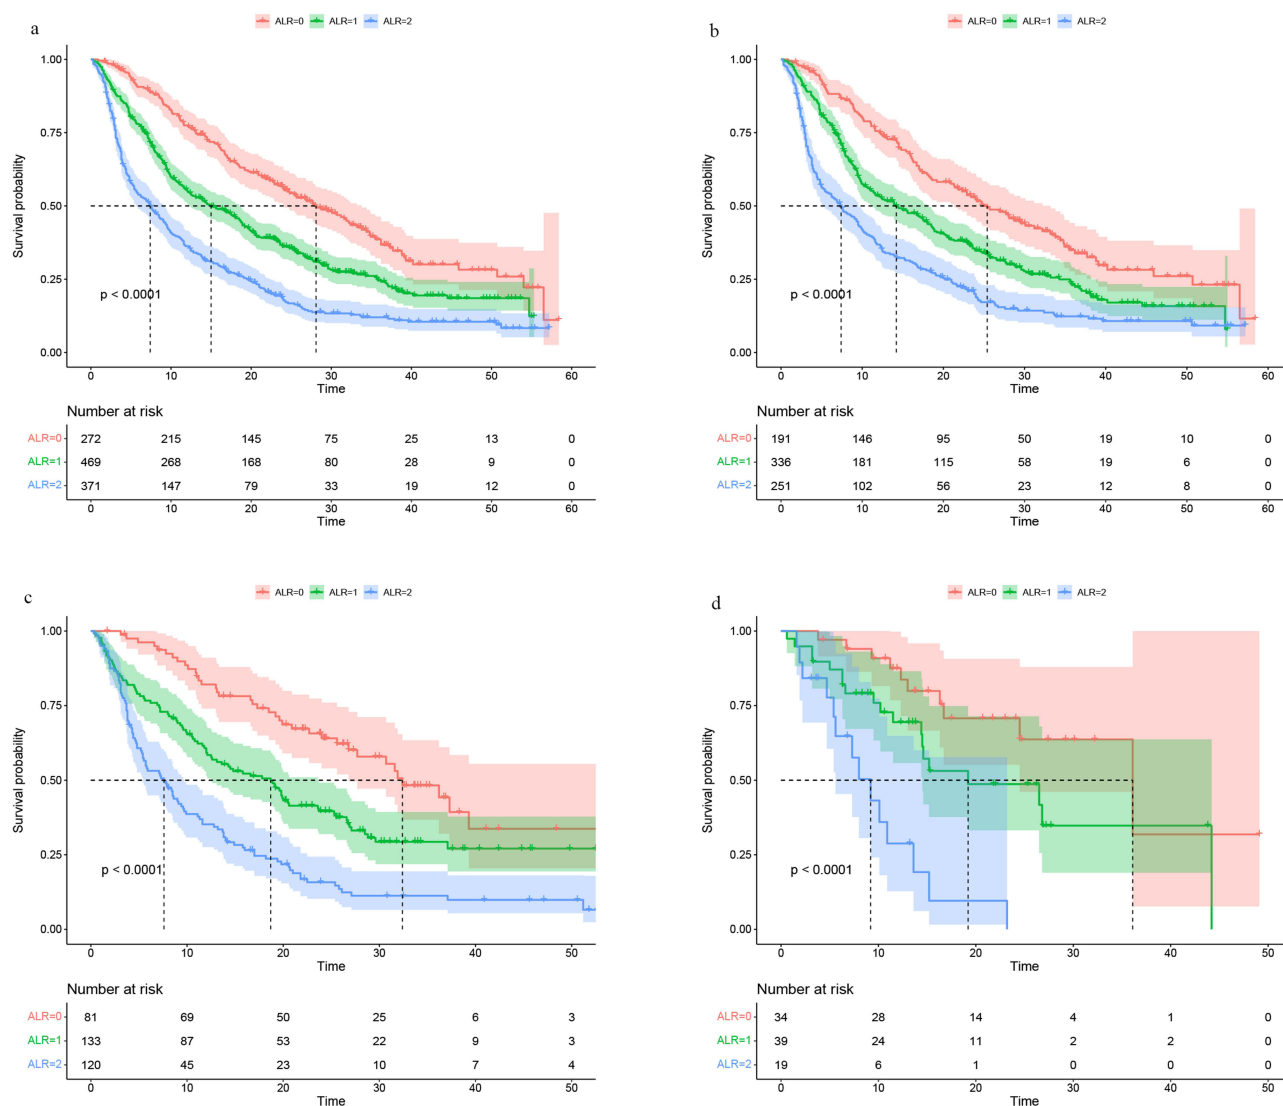 a
ALR=0 ALR=1 ALR=2
Survival probability
1.00
0.75
0.50
0.25
0.00
p < 0.0001
0 10 20 30 40 50 60
Time
Number at risk
ALR=0 272 215 145 75 25 13 0
ALR=1 469 268 168 80 28 9 0
ALR=2 371 147 79 33 19 12 0
0 10 20 30 40 50 60
Time
b
ALR=0 ALR=1 ALR=2
Survival probability
1.00
0.75
0.50
0.25
0.00
p < 0.0001
0 10 20 30 40 50 60
Time
Number at risk
ALR=0 191 146 95 50 19 10 0
ALR=1 336 181 115 58 19 6 0
ALR=2 251 102 56 23 12 8 0
0 10 20 30 40 50 60
Time
c
ALR=0 ALR=1 ALR=2
Survival probability
1.00
0.75
0.50
0.25
0.00
p < 0.0001
0 10 20 30 40 50
Time
Number at risk
ALR=0 81 69 50 25 6 3
ALR=1 133 87 53 22 9 3
ALR=2 120 45 23 10 7 4
0 10 20 30 40 50
Time
d
ALR=0 ALR=1 ALR=2
Survival probability
1.00
0.75
0.50
0.25
0.00
p < 0.0001
0 10 20 30 40 50
Time
Number at risk
ALR=0 34 28 14 4 1 0
ALR=1 39 24 11 2 2 0
ALR=2 19 6 1 0 0 0
0 10 20 30 40 50
Time